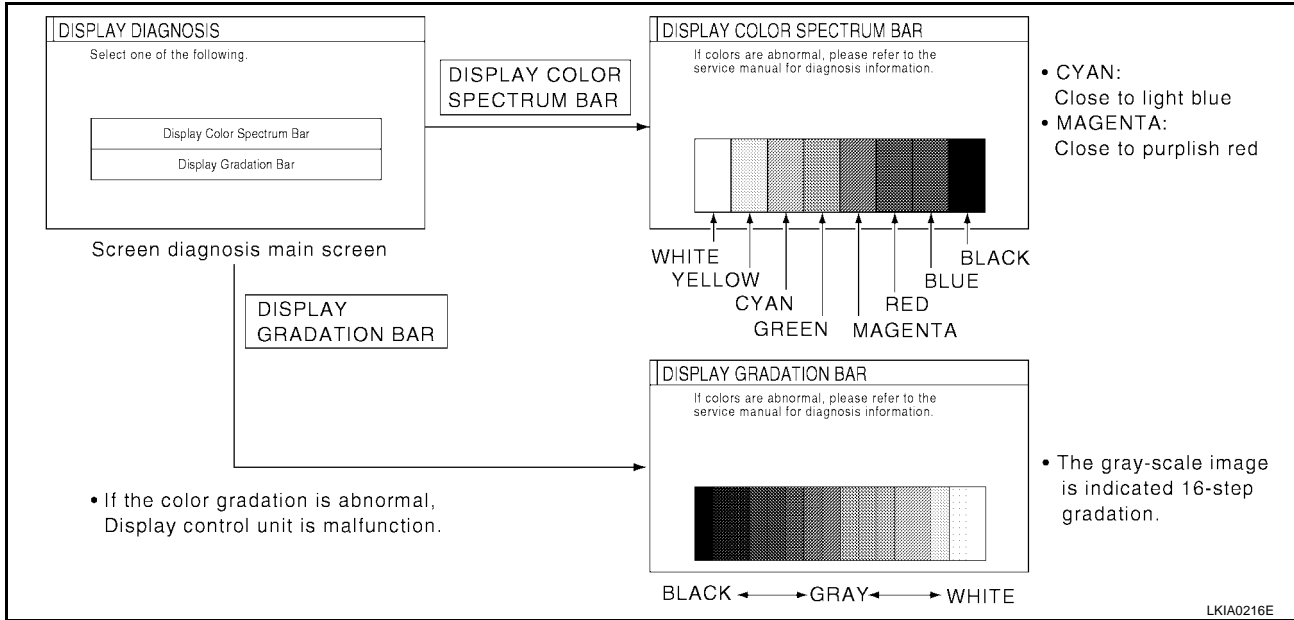 DISPLAY DIAGNOSIS
Select one of the following.
Display Color Spectrum Bar
Display Gradation Bar
Screen diagnosis main screen
DISPLAY COLOR
SPECTRUM BAR
DISPLAY COLOR SPECTRUM BAR
If colors are abnormal, please refer to the
service manual for diagnosis information.
WHITE
YELLOW
CYAN
GREEN
MAGENTA
RED
BLUE
BLACK
• CYAN:
Close to light blue
• MAGENTA:
Close to purplish red
DISPLAY
GRADATION BAR
• If the color gradation is abnormal,
Display control unit is malfunction.
DISPLAY GRADATION BAR
If colors are abnormal, please refer to the
service manual for diagnosis information.
BLACK GRAY WHITE
• The gray-scale image
is indicated 16-step
gradation.
LKIA0216E